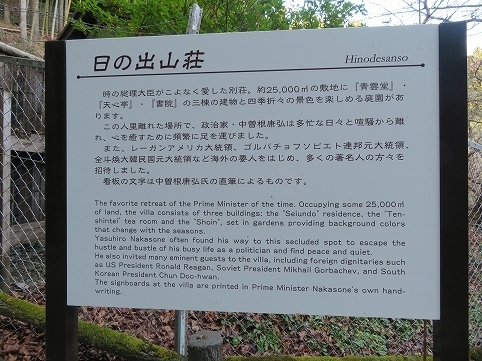 日の出山荘
Hinodesanso
時の総理大臣がこよなく愛した別荘。約25,000㎡の敷地に『青雲堂』・
『天心亭』・『書院』の三棟の建物と四季折々の景色を楽しめる庭園があ
ります。
この人里離れた場所で、政治家・中曽根康弘は多忙な日々と喧騒から離
れ、心を癒すために頻繁に足を運びました。
また、レーガンアメリカ大統領、ゴルバチョフソビエト連邦元大統領、
全斗煥大韓民国元大統領など海外の要人をはじめ、多くの著名人の方々を
招待しました。
看板の文字は中曽根康弘氏の直筆によるものです。
The favorite retreat of the Prime Minister of the time. Occupying some 25,000㎡
of land, the villa consists of three buildings: the "Seiundo" residence, the "Ten-
shintei" tea room and the "Shoin", set in gardens providing background colors
that change with the seasons.
Yasuhiro Nakasone often found his way to this secluded spot to escape the
hustle and bustle of his busy life as a politician and find peace and quiet.
He also invited many eminent guests to the villa, including foreign dignitaries such
as US President Ronald Reagan, Soviet President Mikhail Gorbachev, and South
Korean President Chun Doo-hwan.
The signboards at the villa are printed in Prime Minister Nakasone's own hand-
writing.